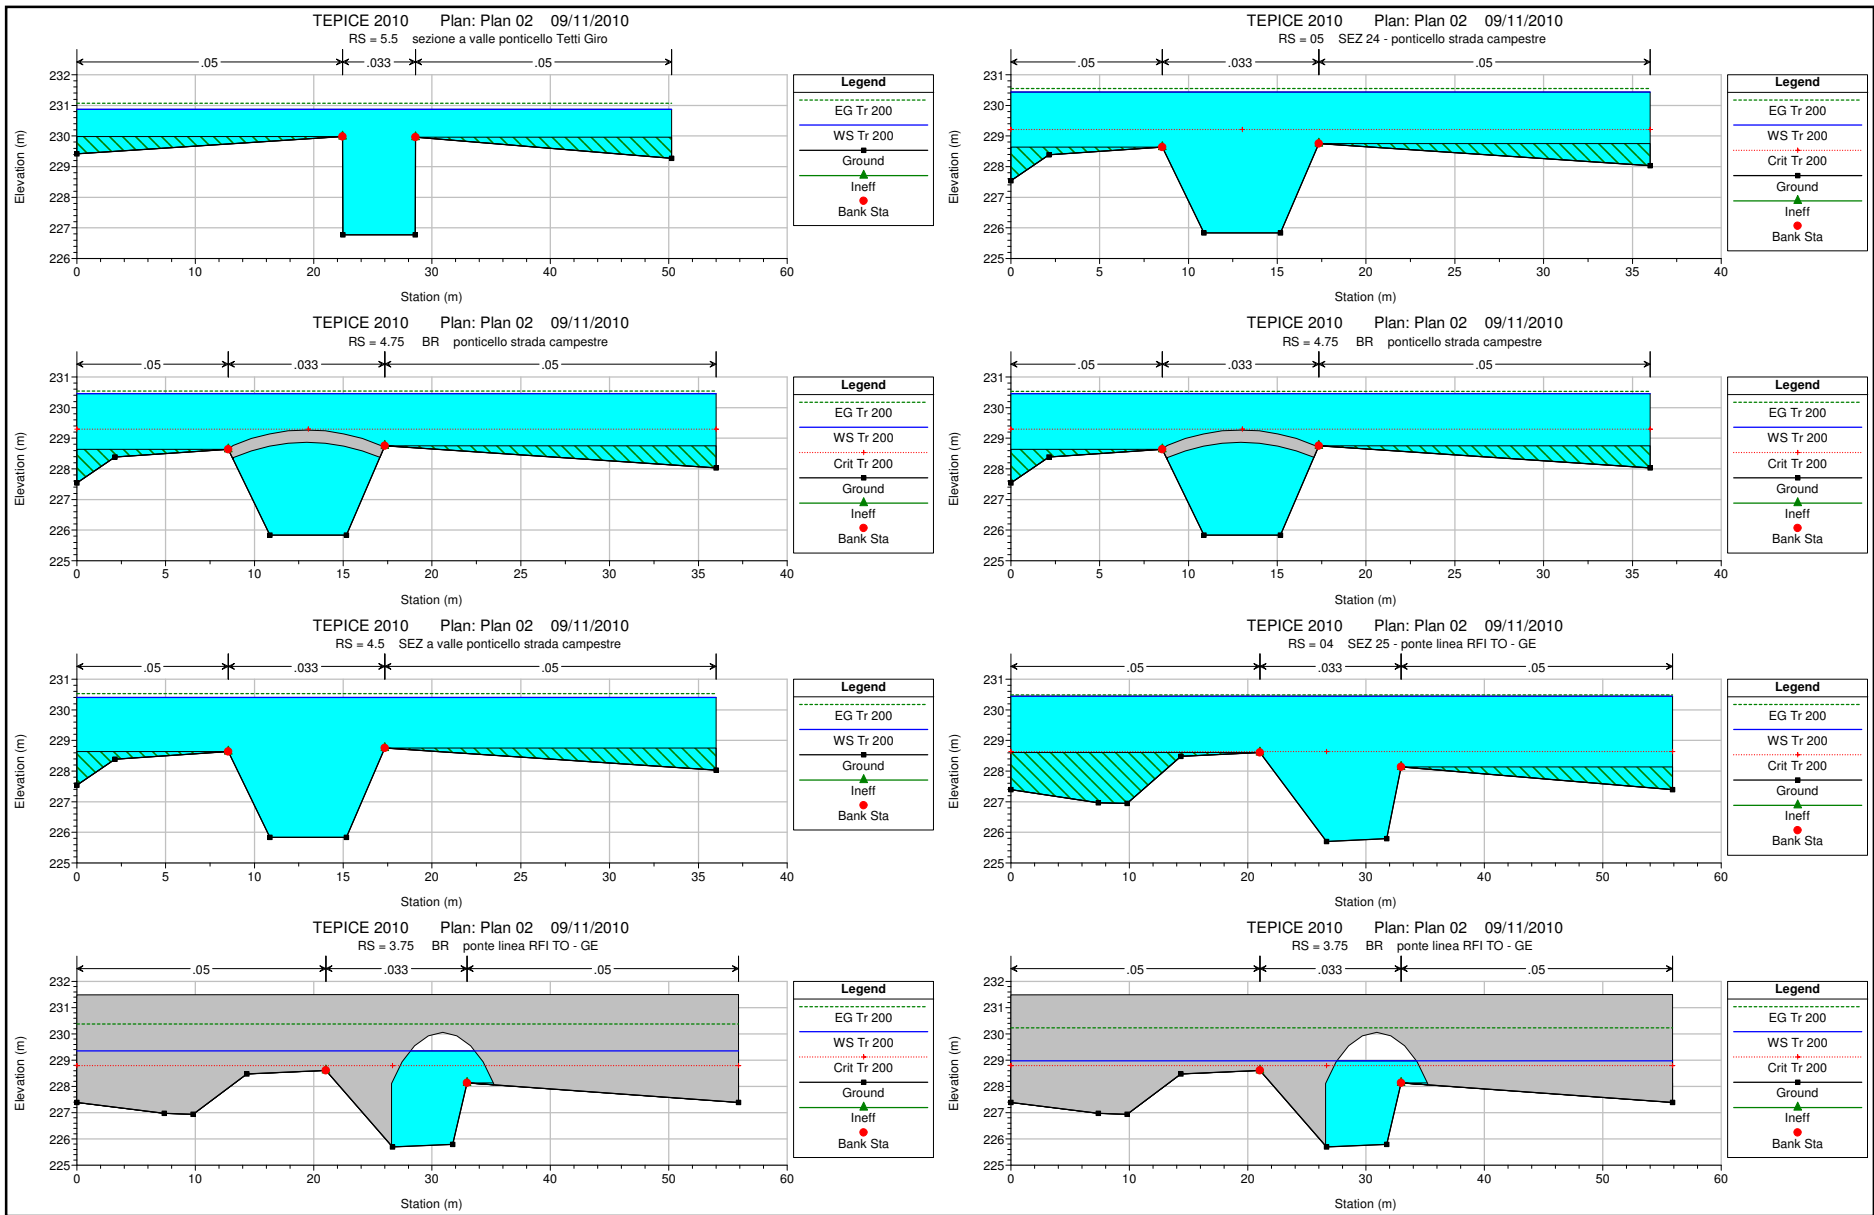 TEPICE 2010 Plan: Plan 02 09/11/2010
RS = 5.5 sezione a valle ponticello Tetti Giro
.05 .033 .05
232
231
230
229
228
227
226
0 10 20 30 40 50 60
Elevation (m)
Station (m)
Legend
EG Tr 200
WS Tr 200
Ground
Ineff
Bank Sta
TEPICE 2010 Plan: Plan 02 09/11/2010
RS = 05 SEZ 24 - ponticello strada campestre
.05 .033 .05
231
230
229
228
227
226
225
0 5 10 15 20 25 30 35 40
Elevation (m)
Station (m)
Legend
EG Tr 200
WS Tr 200
Crit Tr 200
Ground
Ineff
Bank Sta
TEPICE 2010 Plan: Plan 02 09/11/2010
RS = 4.75 BR ponticello strada campestre
.05 .033 .05
231
230
229
228
227
226
225
0 5 10 15 20 25 30 35 40
Elevation (m)
Station (m)
Legend
EG Tr 200
WS Tr 200
Crit Tr 200
Ground
Ineff
Bank Sta
TEPICE 2010 Plan: Plan 02 09/11/2010
RS = 4.75 BR ponticello strada campestre
.05 .033 .05
231
230
229
228
227
226
225
0 5 10 15 20 25 30 35 40
Elevation (m)
Station (m)
Legend
EG Tr 200
WS Tr 200
Crit Tr 200
Ground
Ineff
Bank Sta
TEPICE 2010 Plan: Plan 02 09/11/2010
RS = 4.5 SEZ a valle ponticello strada campestre
.05 .033 .05
231
230
229
228
227
226
225
0 5 10 15 20 25 30 35 40
Elevation (m)
Station (m)
Legend
EG Tr 200
WS Tr 200
Ground
Ineff
Bank Sta
TEPICE 2010 Plan: Plan 02 09/11/2010
RS = 04 SEZ 25 - ponte linea RFI TO - GE
.05 .033 .05
231
230
229
228
227
226
225
0 10 20 30 40 50 60
Elevation (m)
Station (m)
Legend
EG Tr 200
WS Tr 200
Crit Tr 200
Ground
Ineff
Bank Sta
TEPICE 2010 Plan: Plan 02 09/11/2010
RS = 3.75 BR ponte linea RFI TO - GE
.05 .033 .05
232
231
230
229
228
227
226
225
0 10 20 30 40 50 60
Elevation (m)
Station (m)
Legend
EG Tr 200
WS Tr 200
Crit Tr 200
Ground
Ineff
Bank Sta
TEPICE 2010 Plan: Plan 02 09/11/2010
RS = 3.75 BR ponte linea RFI TO - GE
.05 .033 .05
232
231
230
229
228
227
226
225
0 10 20 30 40 50 60
Elevation (m)
Station (m)
Legend
EG Tr 200
WS Tr 200
Crit Tr 200
Ground
Ineff
Bank Sta